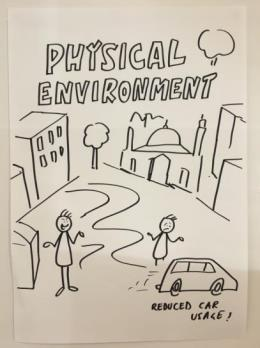 PHYSICAL
ENVIRONMENT
REDUCED CAR
USAGE!